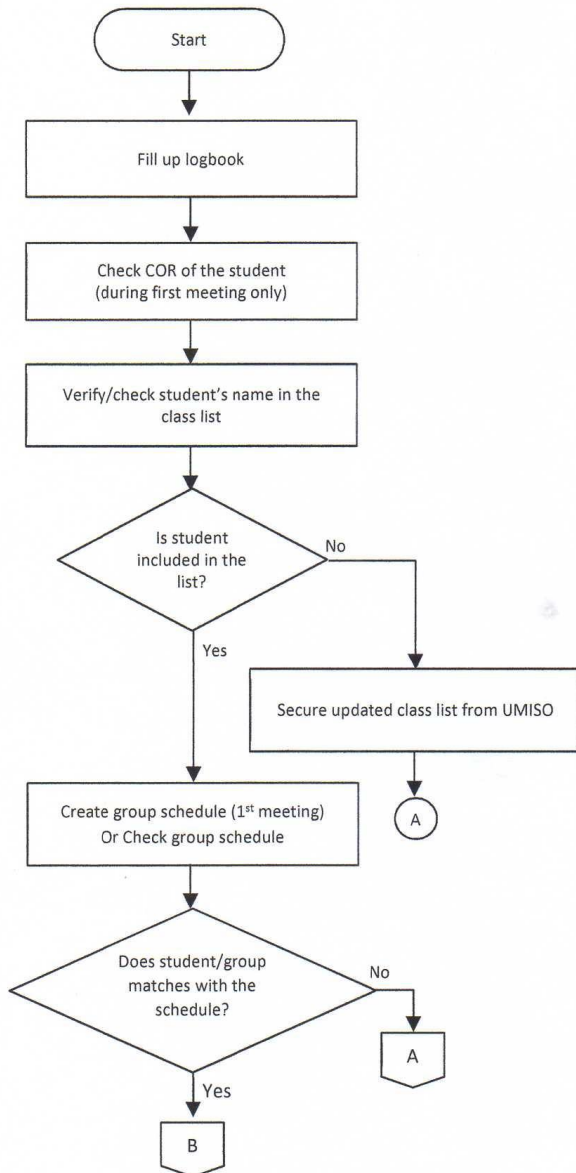 Start
Fill up logbook
Check COR of the student
(during first meeting only)
Verify/check student's name in the
class list
Is student
included in the
list?
No
Yes
Secure updated class list from UMISO
A
Create group schedule (1st meeting)
Or Check group schedule
Does student/group
matches with the
schedule?
No
A
Yes
B